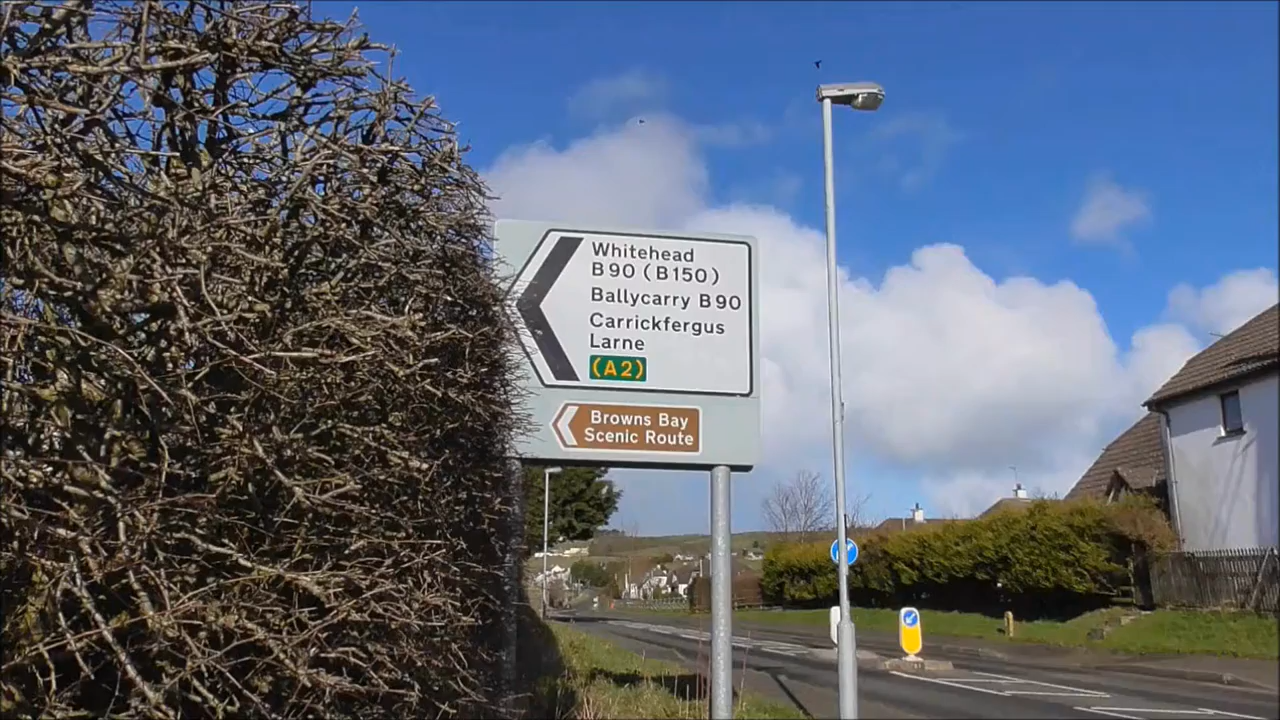 Whitehead
B90 (B150)
Ballycarry B90
Carrickfergus
Larne
(A2)
Browns Bay
Scenic Route